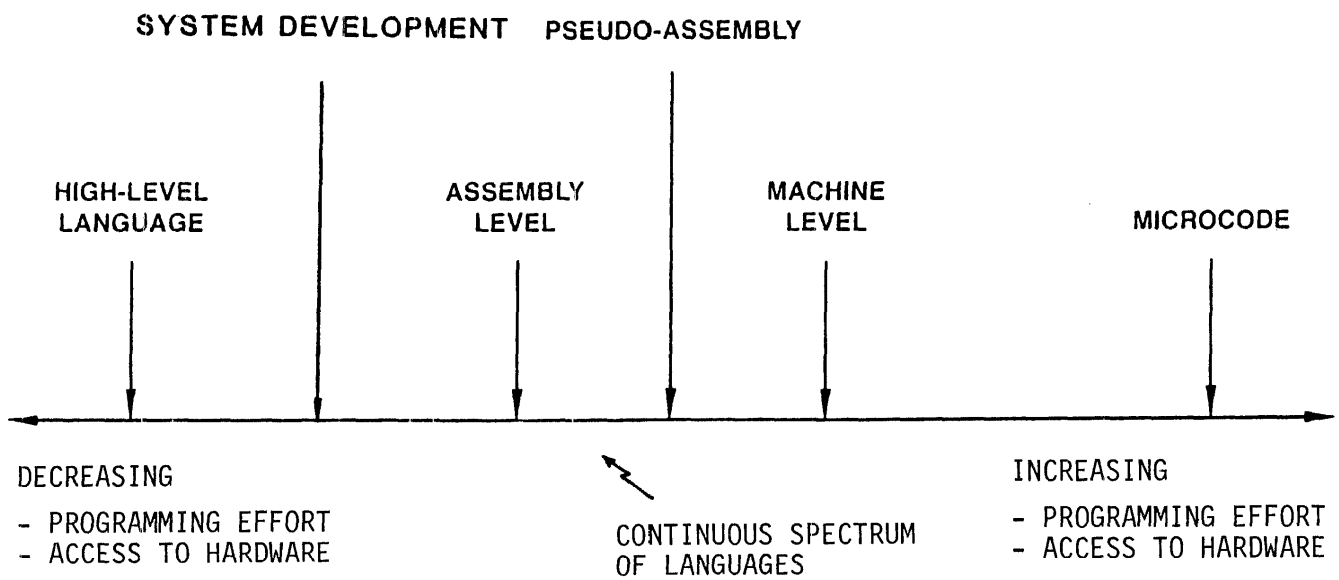 SYSTEM DEVELOPMENT PSEUDO-ASSEMBLY
HIGH-LEVEL
LANGUAGE
ASSEMBLY
LEVEL
MACHINE
LEVEL
MICROCODE
DECREASING
- PROGRAMMING EFFORT
- ACCESS TO HARDWARE
CONTINUOUS SPECTRUM
OF LANGUAGES
INCREASING
- PROGRAMMING EFFORT
- ACCESS TO HARDWARE